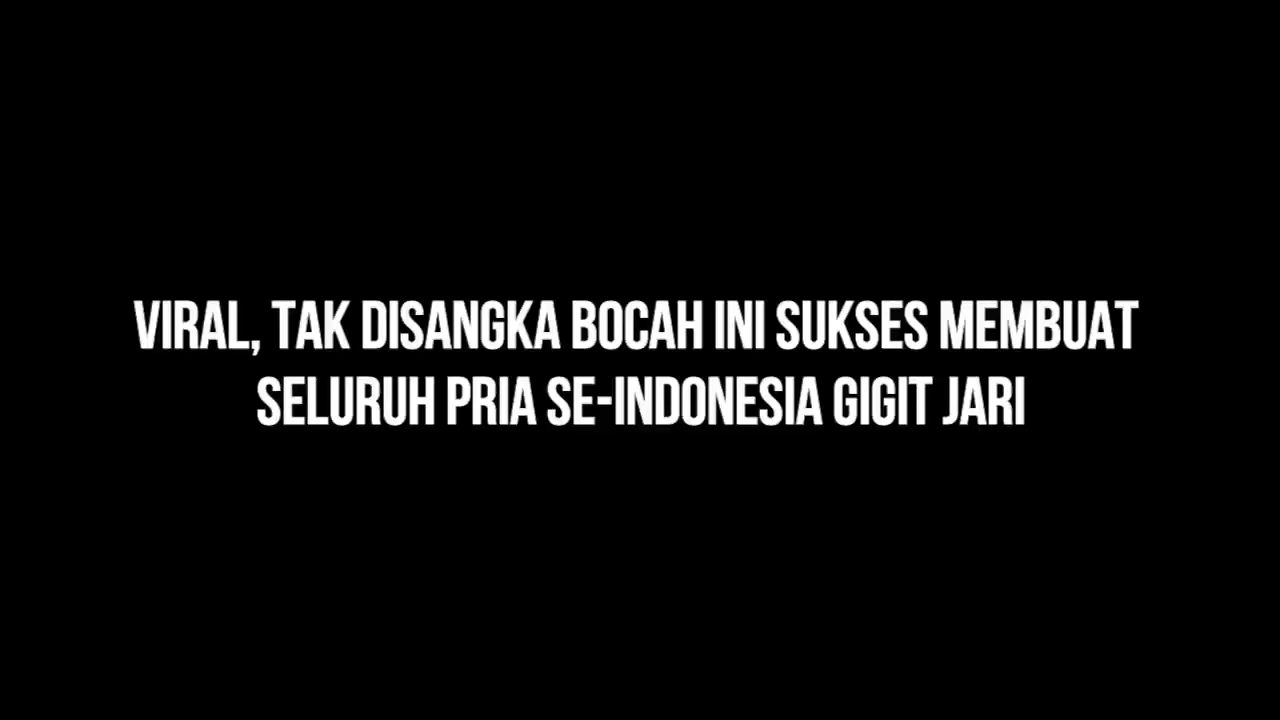 VIRAL, TAK DISANGKA BOCAH INI SUKSES MEMBUAT
SELURUH PRIA SE-INDONESIA GIGIT JARI